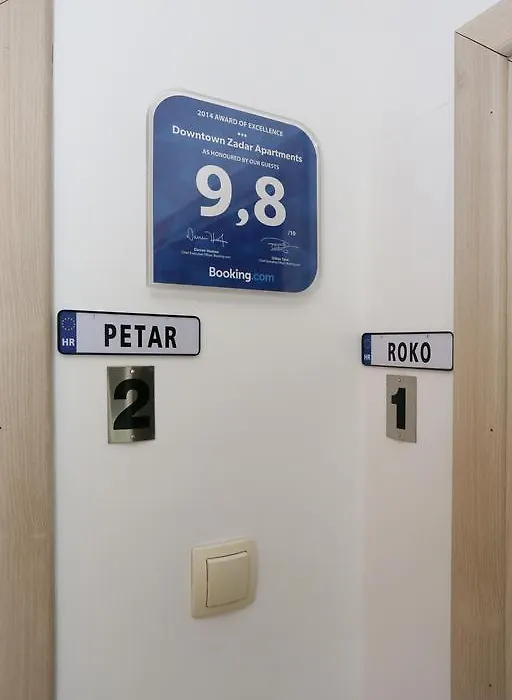 2014 AWARD OF EXCELLENCE
Downtown Zadar Apartments
AS HONOURED BY OUR GUESTS
9,8
/10
Booking.com
HR PETAR
HR ROKO
2
1